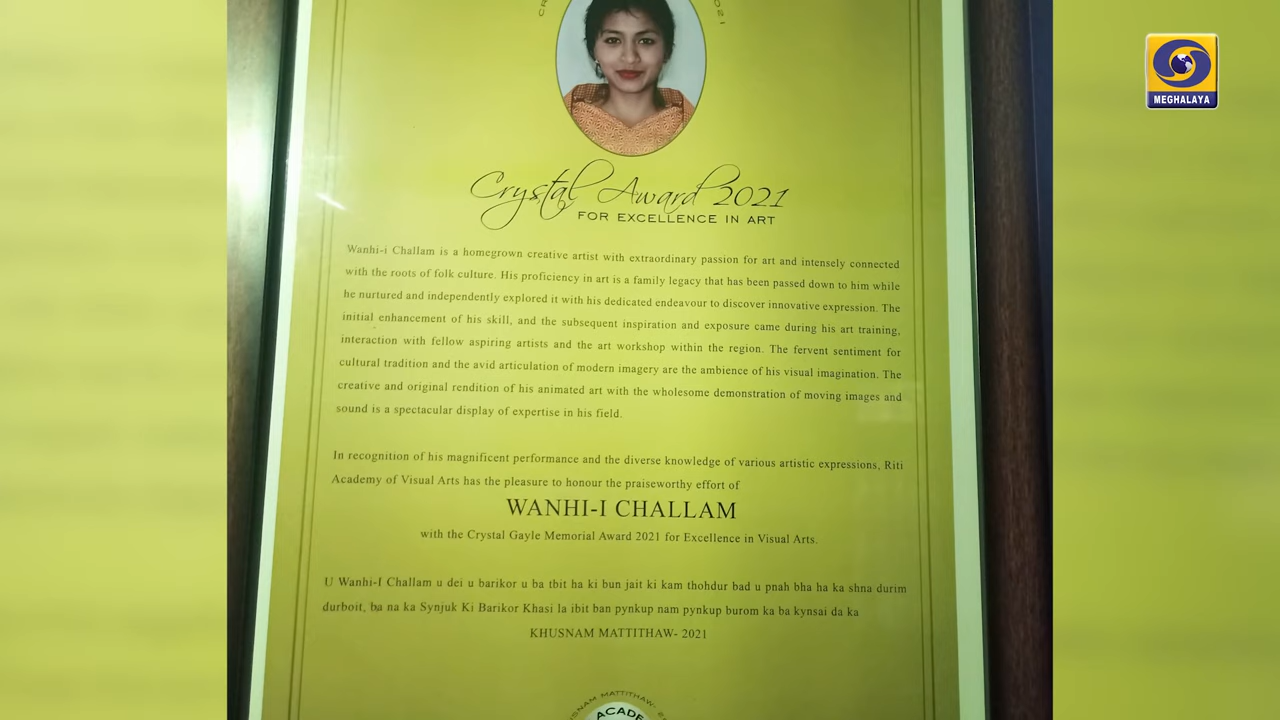 MEGHALAYA
2021
Crystal Award 2021
FOR EXCELLENCE IN ART
Wanhi-i Challam is a homegrown creative artist with extraordinary passion for art and intensely connected
with the roots of folk culture. His proficiency in art is a family legacy that has been passed down to him while
he nurtured and independently explored it with his dedicated endeavour to discover innovative expression. The
initial enhancement of his skill, and the subsequent inspiration and exposure came during his art training,
interaction with fellow aspiring artists and the art workshop within the region. The fervent sentiment for
cultural tradition and the avid articulation of modern imagery are the ambience of his visual imagination. The
creative and original rendition of his animated art with the wholesome demonstration of moving images and
sound is a spectacular display of expertise in his field.
In recognition of his magnificent performance and the diverse knowledge of various artistic expressions, Riti
Academy of Visual Arts has the pleasure to honour the praiseworthy effort of
WANHI-I CHALLAM
with the Crystal Gayle Memorial Award 2021 for Excellence in Visual Arts.
U Wanhi-I Challam u dei u barikor u ba tbit ha ki bun jait ki kam thohdur bad u pnah bha ha ka shna durim
durboit, ba na ka Synjuk Ki Barikor Khasi la ibit ban pynkup nam pynkup burom ka ba kynsai da ka
KHUSNAM MATTITHAW- 2021
MATTITHAW-